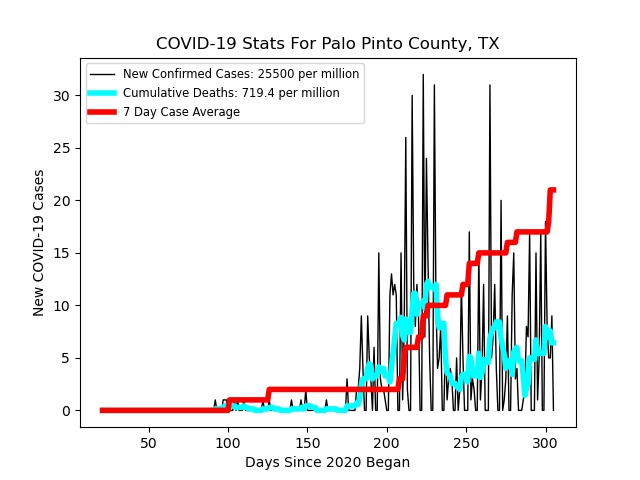 COVID-19 Stats For Palo Pinto County, TX
New Confirmed Cases: 25500 per million
Cumulative Deaths: 719.4 per million
7 Day Case Average
New COVID-19 Cases
30
25
20
15
10
5
0
50 100 150 200 250 300
Days Since 2020 Began